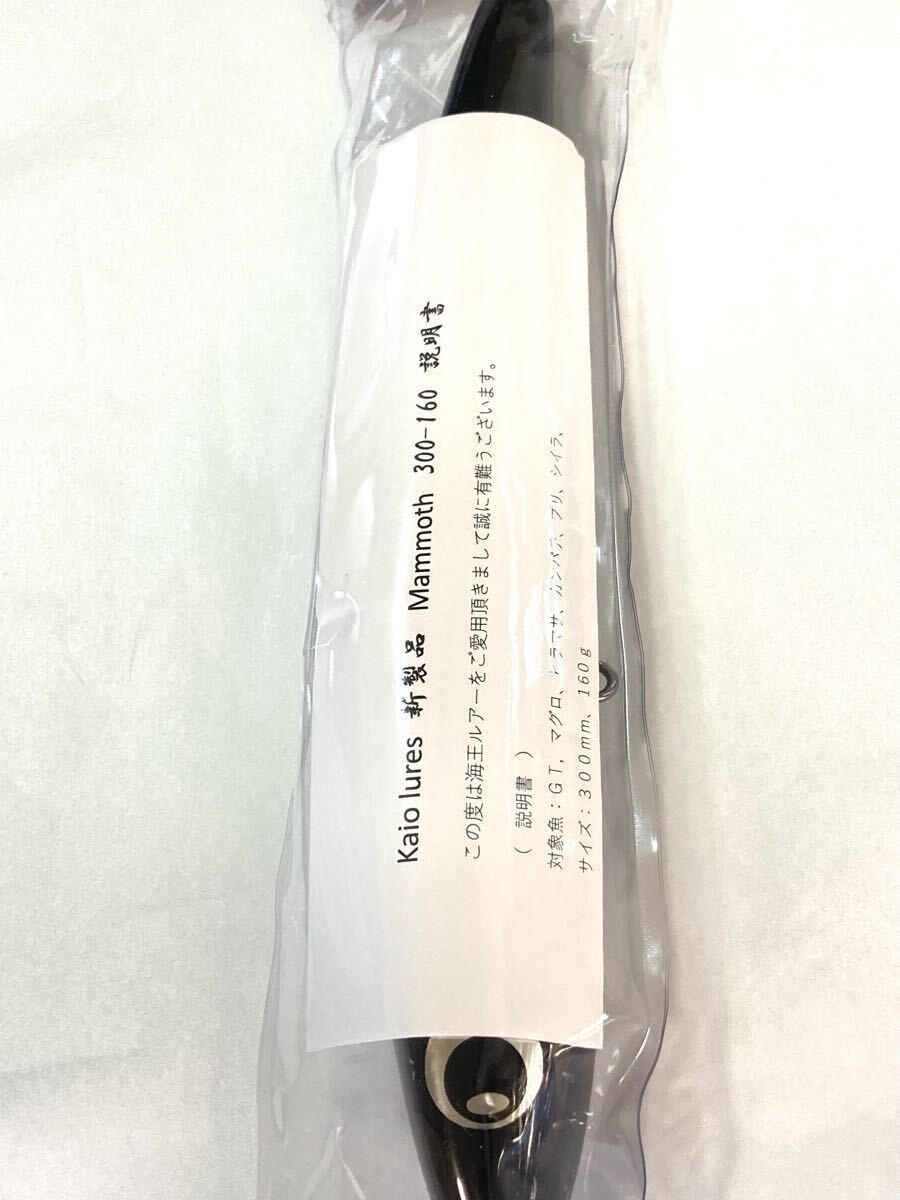 Kaio lures 新製品 Mammoth 300-160 説明書
この度は海王ルアーをご愛用頂きまして誠に有難うございます。
( 説明書 )
対象魚：GT, マグロ、ヒラマサ、カンパチ、ブリ、シイラ、
サイズ：300mm、160g